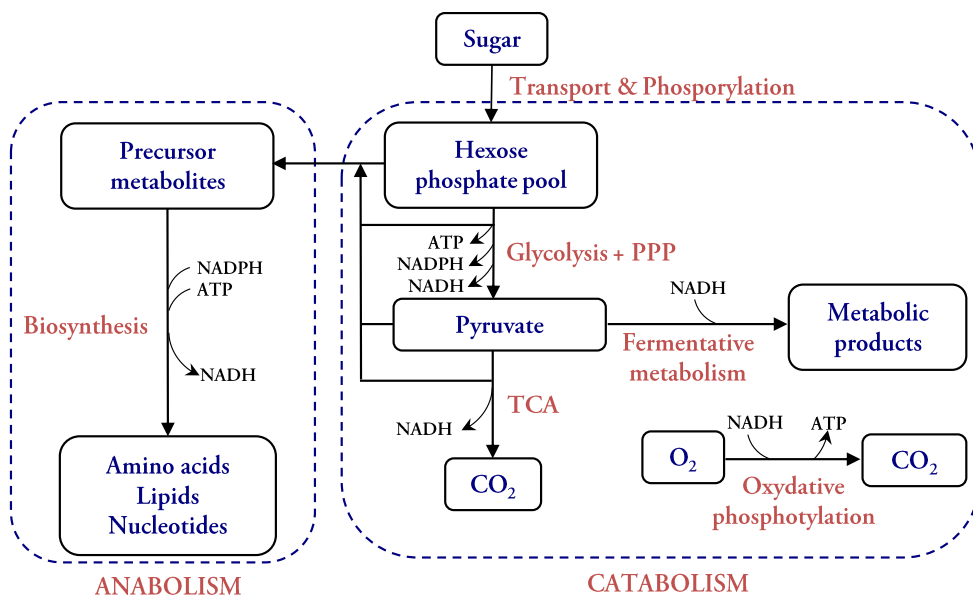 Sugar
Transport & Phosporylation
Precursor
metabolites
Hexose
phosphate pool
ATP
NADPH
NADH
Glycolysis + PPP
NADPH
ATP
Biosynthesis
NADH
Pyruvate
NADH
Fermentative
metabolism
Metabolic
products
TCA
NADH
CO₂
NADH
ATP
O₂
CO₂
Oxydative
phosphotylation
Amino acids
Lipids
Nucleotides
ANABOLISM
CATABOLISM